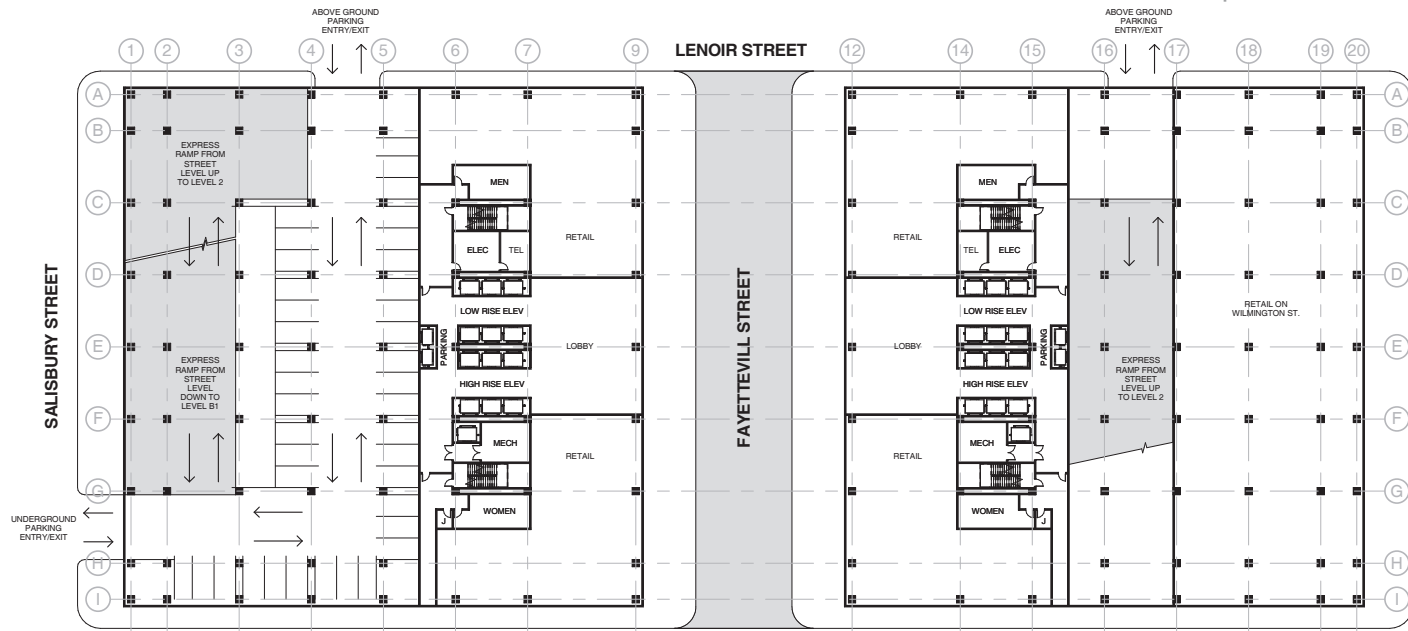 ABOVE GROUND
PARKING
ENTRY/EXIT
ABOVE GROUND
PARKING
ENTRY/EXIT
1 2 3 4 5 6 7 9 LENOIR STREET 12 14 15 16 17 18 19 20
A A
B B
EXPRESS
RAMP FROM
STREET
LEVEL UP
TO LEVEL 2
MEN MEN
C C
RETAIL RETAIL
ELEC TEL TEL ELEC
D D
SALISBURY STREET
FAYETTEVILL STREET
LOW RISE ELEV LOW RISE ELEV
RETAIL ON
WILMINGTON ST.
E PARKING LOBBY LOBBY PARKING E
EXPRESS
RAMP FROM
STREET
LEVEL
DOWN TO
LEVEL B1
HIGH RISE ELEV HIGH RISE ELEV
EXPRESS
RAMP FROM
STREET
LEVEL UP
TO LEVEL 2
F F
MECH RETAIL RETAIL MECH
G G
WOMEN WOMEN
J J
UNDERGROUND
PARKING
ENTRY/EXIT
H H
I I